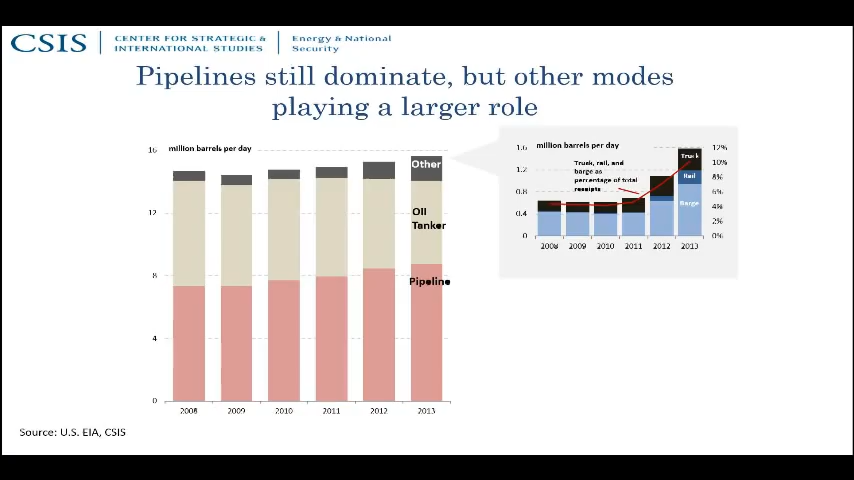 CSIS
CENTER FOR STRATEGIC &
INTERNATIONAL STUDIES
Energy & National
Security
Pipelines still dominate, but other modes
playing a larger role
million barrels per day
16
12
8
4
0
Other
Oil
Tanker
Pipeline
2008 2009 2010 2011 2012 2013
million barrels per day
1.6
1.2
0.8
0.4
0
12%
10%
8%
6%
4%
2%
0%
Truck, rail, and
barge as
percentage of total
receipts
Truck
Rail
Barge
2008 2009 2010 2011 2012 2013
Source: U.S. EIA, CSIS